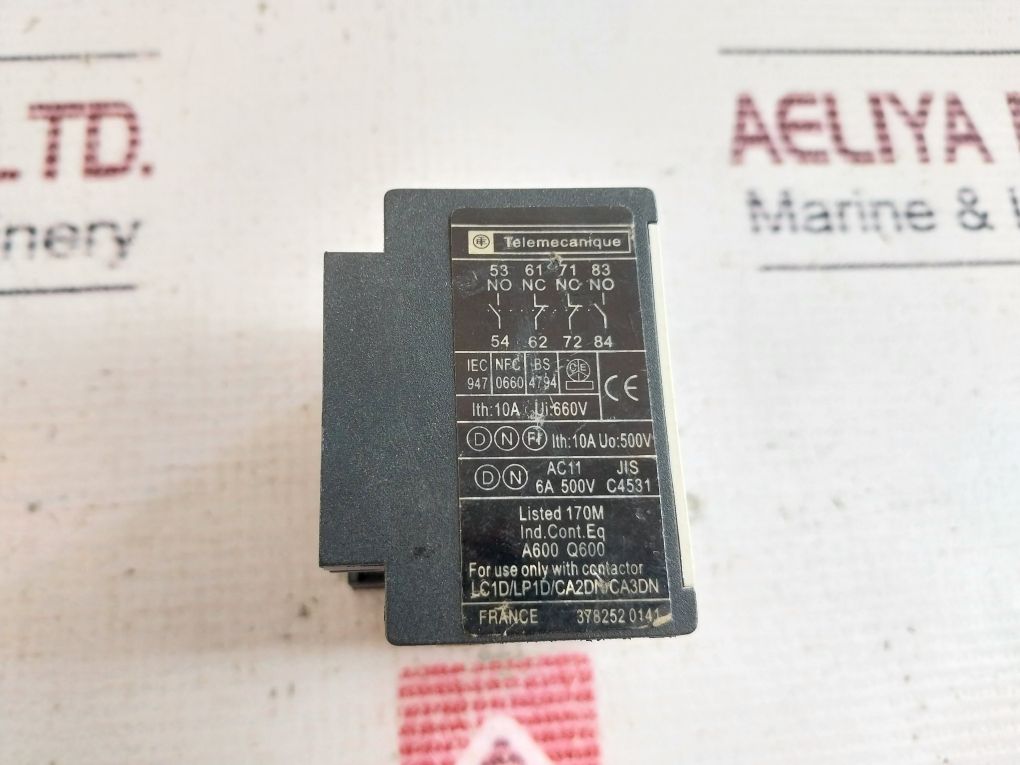 LTD.
AELIYA
Marine &
Telemecanique
53 61 71 83
NO NC NC NO
54 62 72 84
IEC 947
NFC 0660
BS 4794
CE
Ith:10A Ui:660V
D N Ith:10A Uo:500V
D N AC11 6A 500V JIS C4531
Listed 170M
Ind.Cont.Eq
A600 Q600
For use only with contactor
LC1D/LP1D/CA2DN/CA3DN
FRANCE 378252 0141